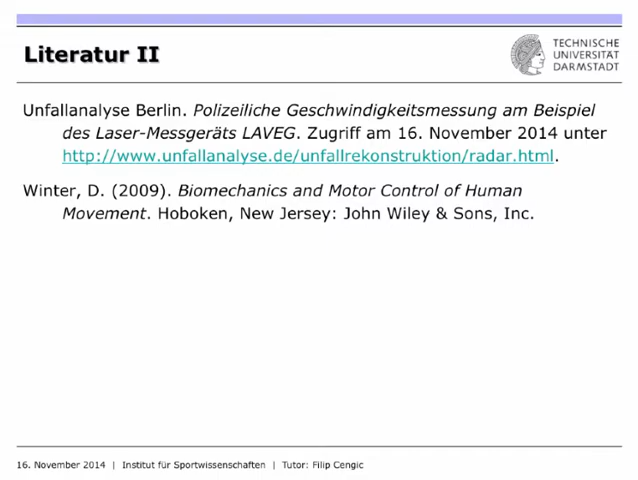 Literatur II
TECHNISCHE
UNIVERSITÄT
DARMSTADT
Unfallanalyse Berlin. Polizeiliche Geschwindigkeitsmessung am Beispiel
des Laser-Messgeräts LAVEG. Zugriff am 16. November 2014 unter
http://www.unfallanalyse.de/unfallrekonstruktion/radar.html.
Winter, D. (2009). Biomechanics and Motor Control of Human
Movement. Hoboken, New Jersey: John Wiley & Sons, Inc.
16. November 2014 | Institut für Sportwissenschaften | Tutor: Filip Cengic